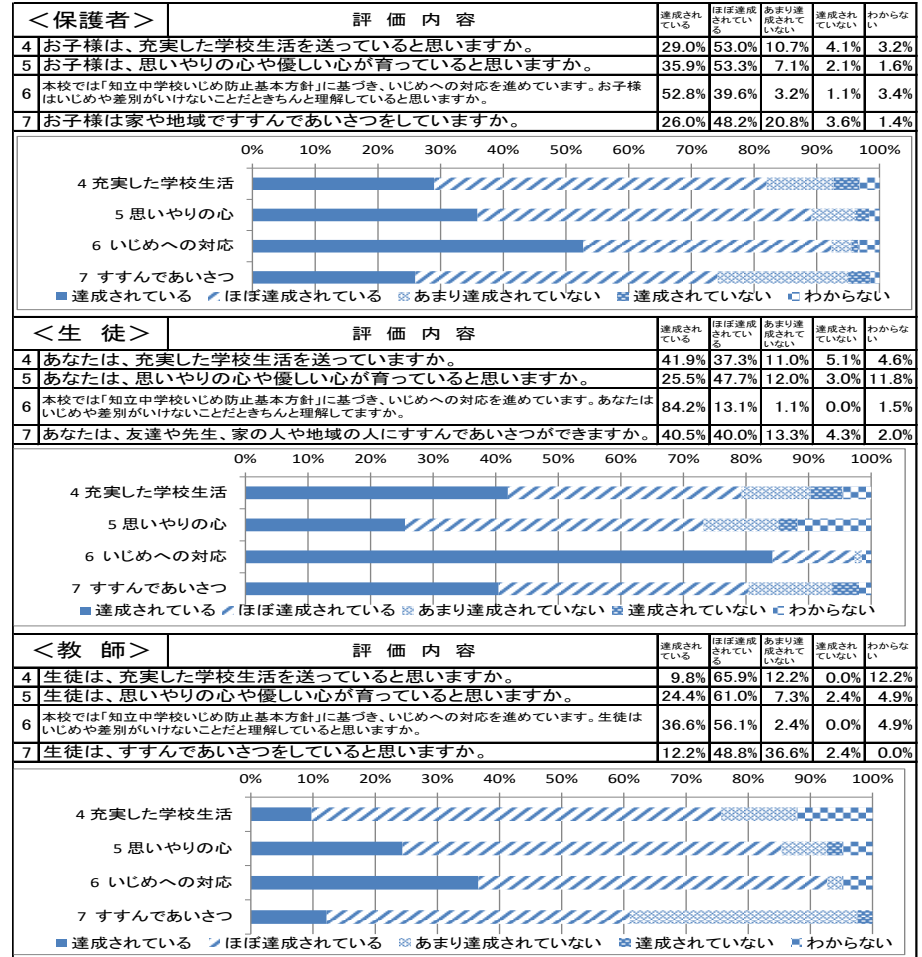 ＜保護者＞ 評 価 内 容 達成されている ほぼ達成されている あまり達成されていない 達成されていない わからない
4 お子様は、充実した学校生活を送っていると思いますか。 29.0% 53.0% 10.7% 4.1% 3.2%
5 お子様は、思いやりの心や優しい心が育っていると思いますか。 35.9% 53.3% 7.1% 2.1% 1.6%
6 本校では「知立中学校いじめ防止基本方針」に基づき、いじめへの対応を進めています。お子様
はいじめや差別がいけないことだときちんと理解していると思いますか。 52.8% 39.6% 3.2% 1.1% 3.4%
7 お子様は家や地域ですすんであいさつをしていますか。 26.0% 48.2% 20.8% 3.6% 1.4%
0% 10% 20% 30% 40% 50% 60% 70% 80% 90% 100%
4 充実した学校生活
5 思いやりの心
6 いじめへの対応
7 すすんであいさつ
達成されている ほぼ達成されている あまり達成されていない 達成されていない わからない
＜生 徒＞ 評 価 内 容 達成されている ほぼ達成されている あまり達成されていない 達成されていない わからない
4 あなたは、充実した学校生活を送っていますか。 41.9% 37.3% 11.0% 5.1% 4.6%
5 あなたは、思いやりの心や優しい心が育っていると思いますか。 25.5% 47.7% 12.0% 3.0% 11.8%
6 本校では「知立中学校いじめ防止基本方針」に基づき、いじめへの対応を進めています。あなたは
いじめや差別がいけないことだときちんと理解してますか。 84.2% 13.1% 1.1% 0.0% 1.5%
7 あなたは、友達や先生、家の人や地域の人にすすんであいさつができますか。 40.5% 40.0% 13.3% 4.3% 2.0%
0% 10% 20% 30% 40% 50% 60% 70% 80% 90% 100%
4 充実した学校生活
5 思いやりの心
6 いじめへの対応
7 すすんであいさつ
達成されている ほぼ達成されている あまり達成されていない 達成されていない わからない
＜教 師＞ 評 価 内 容 達成されている ほぼ達成されている あまり達成されていない 達成されていない わからない
4 生徒は、充実した学校生活を送っていると思いますか。 9.8% 65.9% 12.2% 0.0% 12.2%
5 生徒は、思いやりの心や優しい心が育っていると思いますか。 24.4% 61.0% 7.3% 2.4% 4.9%
6 本校では「知立中学校いじめ防止基本方針」に基づき、いじめへの対応を進めています。生徒は
いじめや差別がいけないことだと理解していると思いますか。 36.6% 56.1% 2.4% 0.0% 4.9%
7 生徒は、すすんであいさつをしていると思いますか。 12.2% 48.8% 36.6% 2.4% 0.0%
0% 10% 20% 30% 40% 50% 60% 70% 80% 90% 100%
4 充実した学校生活
5 思いやりの心
6 いじめへの対応
7 すすんであいさつ
達成されている ほぼ達成されている あまり達成されていない 達成されていない わからない